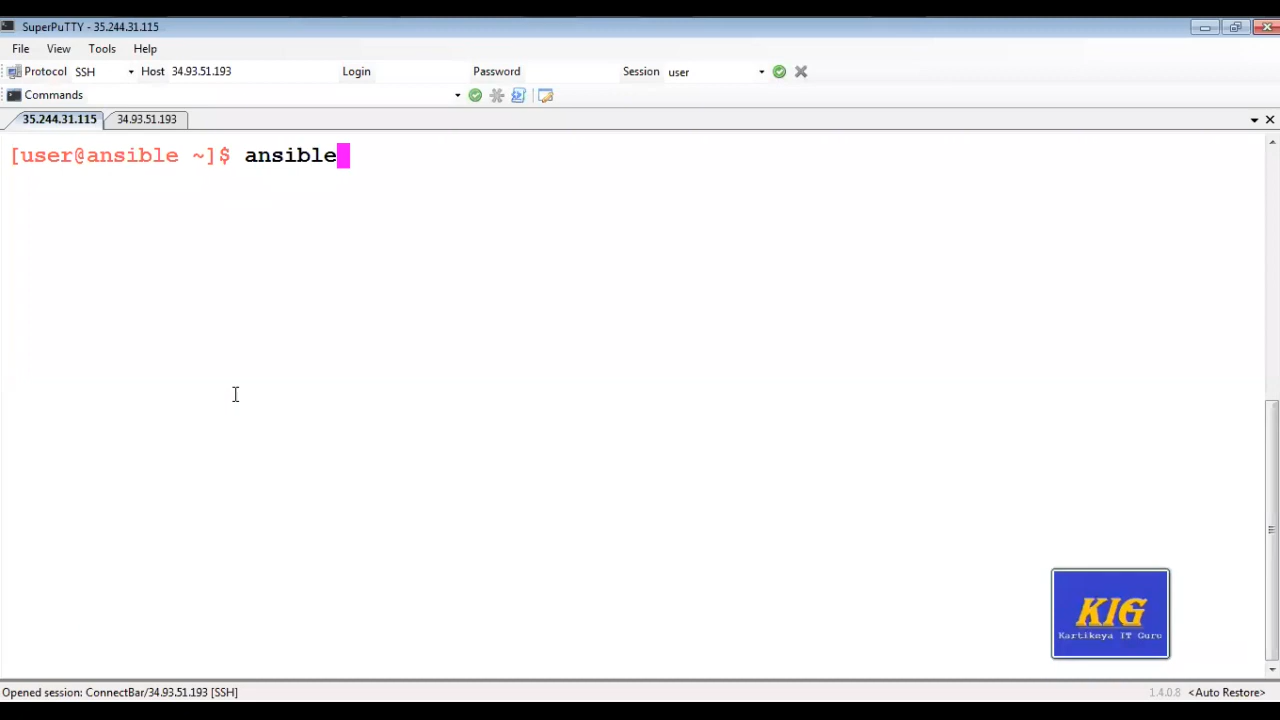 SuperPuTTY - 35.244.31.115
File View Tools Help
Protocol SSH Host 34.93.51.193 Login Password Session user
Commands
35.244.31.115 34.93.51.193
[user@ansible ~]$ ansible
KIG
Kartikeya IT Guru
Opened session: ConnectBar/34.93.51.193 [SSH] 1.4.0.8 <Auto Restore>